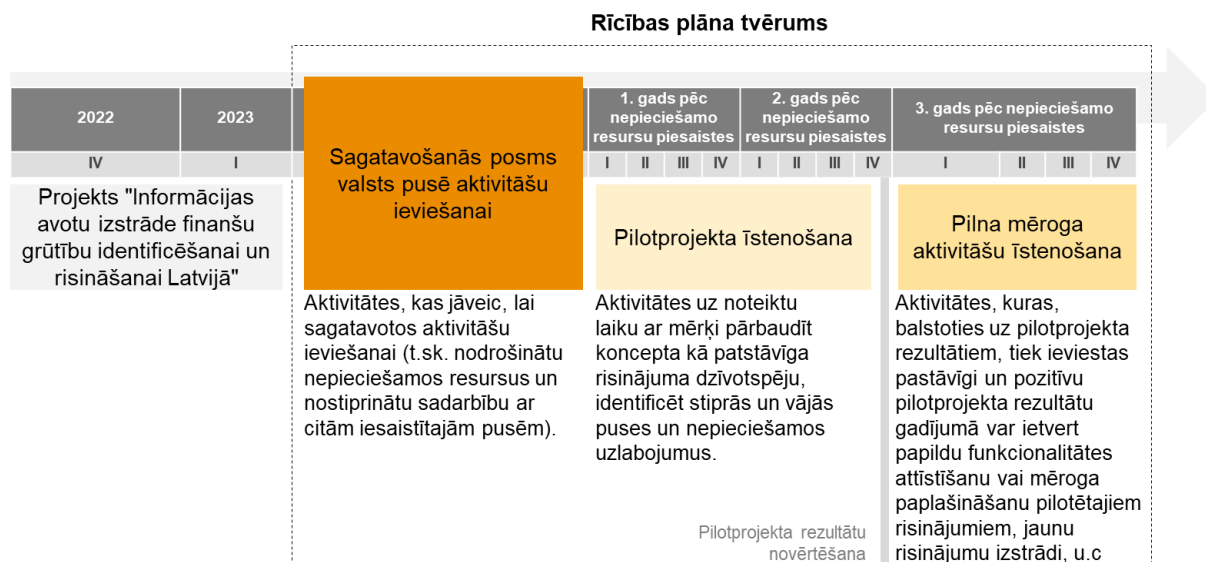 Rīcības plāna tvērums
2022
2023
1. gads pēc
nepieciešamo
resursu piesaistes
2. gads pēc
nepieciešamo
resursu piesaistes
3. gads pēc nepieciešamo
resursu piesaistes
IV
I
I II III IV
I II III IV
I II III IV
Projekts "Informācijas
avotu izstrāde finanšu
grūtību identificēšanai un
risināšanai Latvijā"
Sagatavošanās posms
valsts pusē aktivitāšu
ieviešanai
Pilotprojekta īstenošana
Pilna mēroga
aktivitāšu īstenošana
Aktivitātes, kas jāveic, lai
sagatavotos aktivitāšu
ieviešanai (t.sk. nodrošinātu
nepieciešamos resursus un
nostiprinātu sadarbību ar
citām iesaistītajām pusēm).
Aktivitātes uz noteiktu
laiku ar mērķi pārbaudīt
koncepta kā patstāvīga
risinājuma dzīvotspēju,
identificēt stiprās un vājās
puses un nepieciešamos
uzlabojumus.
Pilotprojekta rezultātu
novērtēšana
Aktivitātes, kuras,
balstoties uz pilotprojekta
rezultātiem, tiek ieviestas
pastāvīgi un pozitīvu
pilotprojekta rezultātu
gadījumā var ietvert
papildu funkcionalitātes
attīstīšanu vai mēroga
paplašināšanu pilotētajiem
risinājumiem, jaunu
risinājumu izstrādi, u.c